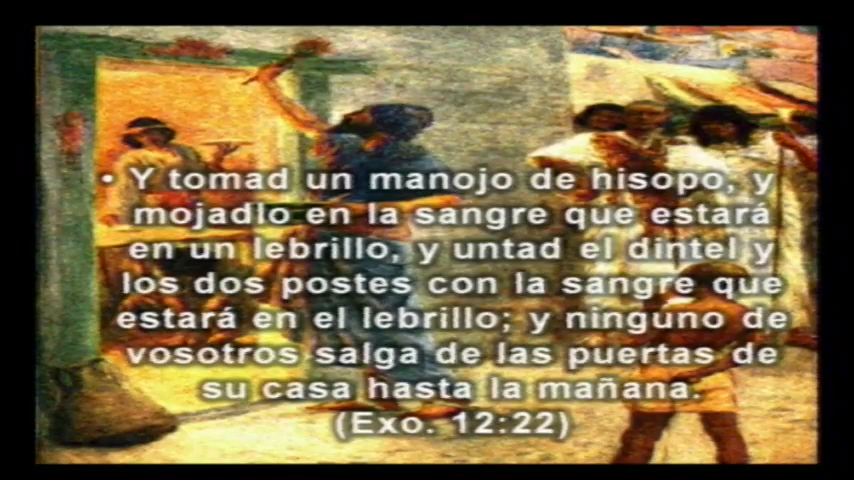 • Y tomad un manojo de hisopo, y
mojadlo en la sangre que estará
en un lebrillo, y untad el dintel y
los dos postes con la sangre que
estará en el lebrillo; y ninguno de
vosotros salga de las puertas de
su casa hasta la mañana.
(Exo. 12:22)